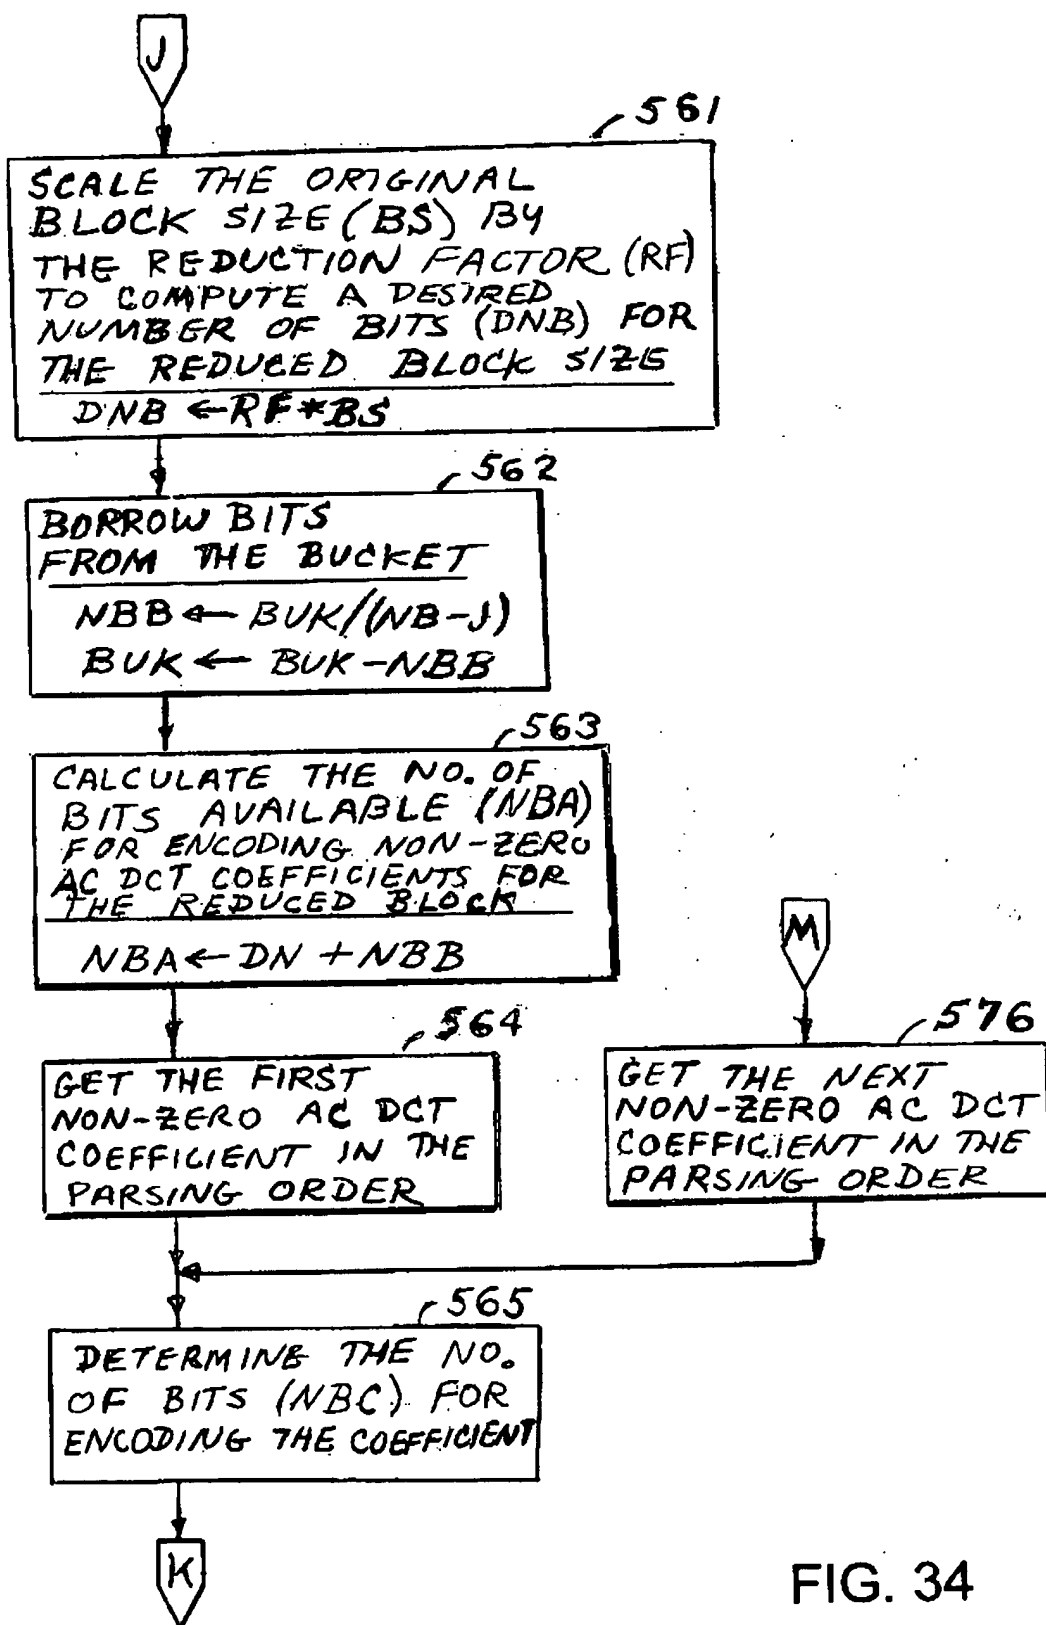 J
561
SCALE THE ORIGINAL
BLOCK SIZE (BS) BY
THE REDUCTION FACTOR (RF)
TO COMPUTE A DESIRED
NUMBER OF BITS (DNB) FOR
THE REDUCED BLOCK SIZE
DNB ← RF*BS
562
BORROW BITS
FROM THE BUCKET
NBB ← BUK/(NB-J)
BUK ← BUK-NBB
563
CALCULATE THE NO. OF
BITS AVAILABLE (NBA)
FOR ENCODING NON-ZERO
AC DCT COEFFICIENTS FOR
THE REDUCED BLOCK
NBA ← DN + NBB
564
GET THE FIRST
NON-ZERO AC DCT
COEFFICIENT IN THE
PARSING ORDER
M
576
GET THE NEXT
NON-ZERO AC DCT
COEFFICIENT IN THE
PARSING ORDER
565
DETERMINE THE NO.
OF BITS (NBC) FOR
ENCODING THE COEFFICIENT
K
FIG. 34